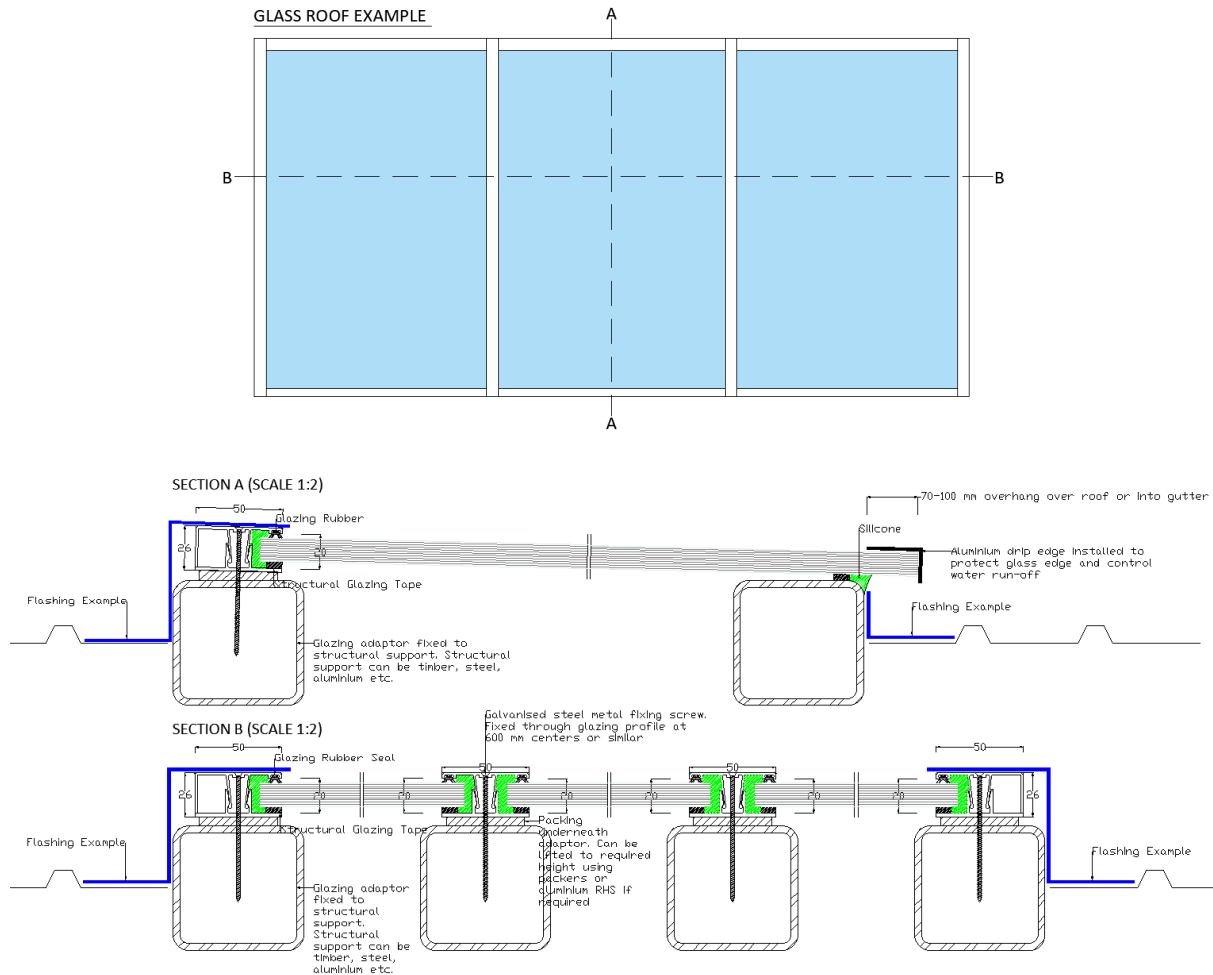 GLASS ROOF EXAMPLE
A
B
B
A
SECTION A (SCALE 1:2)
50
Glazing Rubber
26
20
Structural Glazing Tape
Flashing Example
Glazing adaptor fixed to
structural support. Structural
support can be timber, steel,
aluminium etc.
70-100 mm overhang over roof or into gutter
Silicone
Aluminium drip edge installed to
protect glass edge and control
water run-off
Flashing Example
SECTION B (SCALE 1:2)
Galvanised steel metal fixing screw.
Fixed through glazing profile at
600 mm centers or similar
50
Glazing Rubber Seal
50
50
50
26
20
20
20
20
20
20
26
Structural Glazing Tape
Flashing Example
Glazing adaptor
fixed to
structural
support.
Structural
support can be
timber, steel,
aluminium etc.
Packing
underneath
adaptor. Can be
lifted to required
height using
packers or
aluminium RHS if
required
Flashing Example